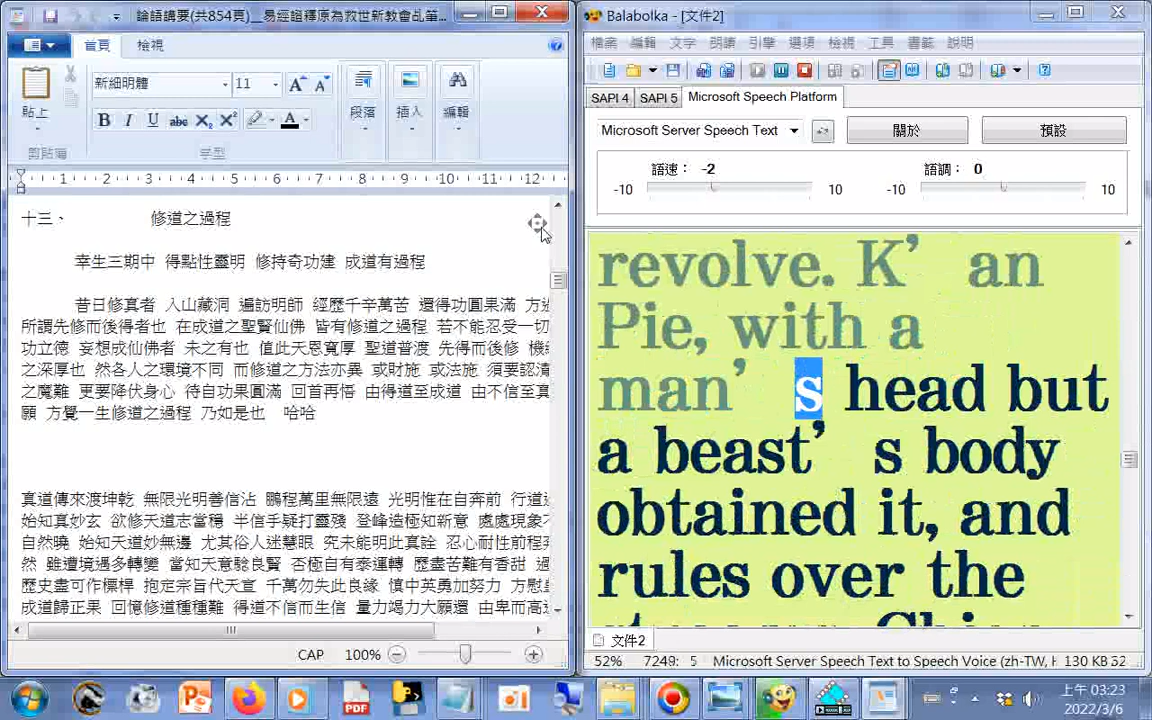 論語講要(共854頁)__易經證釋原為救世新教會乩筆...
首頁
檢視
新細明體
11
貼上
B I U abc X₂ X²
A
段落
插入
編輯
剪貼簿
字型
1 2 3 4 5 6 7 8 9 10 11 12
十三、 修道之過程
幸生三期中 得點性靈明 修持奇功建 成道有過程
昔日修真者 入山藏洞 遍訪明師 經歷千辛萬苦 還得功圓果滿 方
所謂先修而後得者也 在成道之聖賢仙佛 皆有修道之過程 若不能忍受一切
功立德 妄想成仙佛者 未之有也 值此天恩寬厚 聖道普渡 先得而後修 機
之深厚也 然各人之環境不同 而修道之方法亦異 或財施 或法施 須要認
之魔難 更要降伏身心 待自功果圓滿 回首再悟 由得道至成道 由不信至真
願 方覺一生修道之過程 乃如是也 哈哈
真道傳來渡坤乾 無限光明善信沾 鵬程萬里無限遠 光明惟在自奔前 行道
始知真妙玄 欲修天道志當穩 半信半疑打靈殘 登峰造極知新意 處處現象
自然曉 始知天道妙無邊 尤其俗人迷慧眼 究未能明此真詮 忍心耐性前程
然 雖遭境遇多轉變 當知天意驗良賢 否極自有泰運轉 歷盡苦難有香甜
歷史盡可作標桿 抱定宗旨代天宣 千萬勿失此良緣 慎中英勇加努力 方慰
成道歸正果 回憶修道種種難 得道不信而生信 量力竭力大願還 由卑而高
CAP 100%
Balabolka - [文件2]
檔案 編輯 文字 朗讀 引擎 選項 檢視 工具 書籤 說明
SAPI 4 SAPI 5 Microsoft Speech Platform
Microsoft Server Speech Text
關於
預設
語速： -2
語調： 0
-10 10 -10 10
revolve. K’ an
Pie, with a
man’ s head but
a beast’ s body
obtained it, and
rules over the
文件2
52% 7249: 5 Microsoft Server Speech Text to Speech Voice (zh-TW, H 130 KB
PDF
上午 03:23
2022/3/6